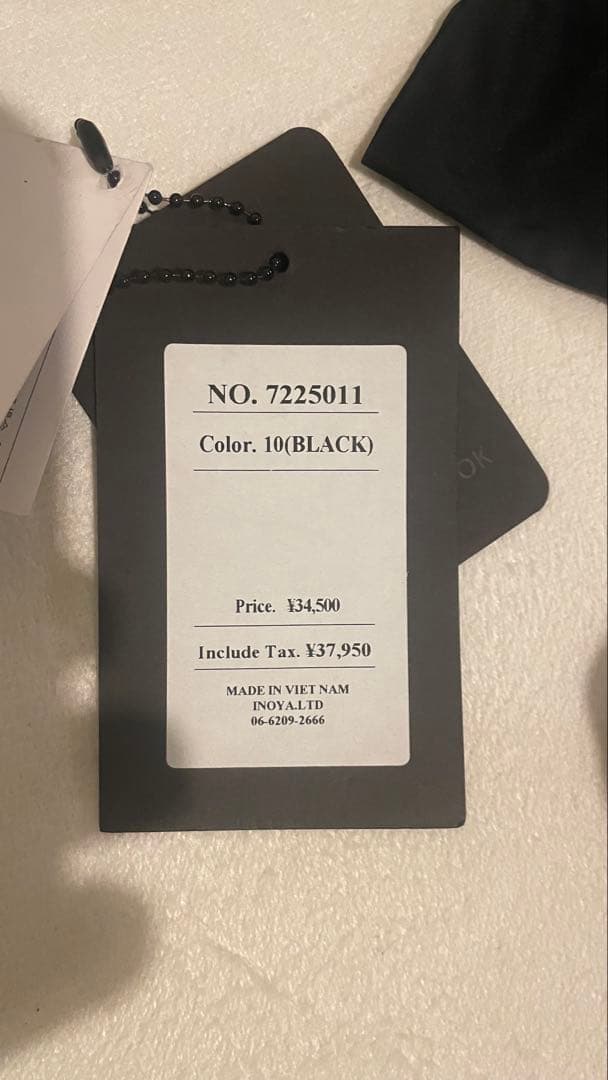 NO. 7225011
Color. 10(BLACK)
Price. ¥34,500
Include Tax. ¥37,950
MADE IN VIET NAM
INOYA.LTD
06-6209-2666
OK